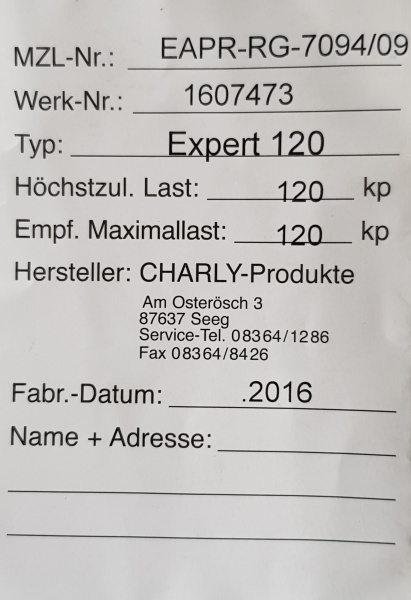 MZL-Nr.: EAPR-RG-7094/09
Werk-Nr.: 1607473
Typ: Expert 120
Höchstzul. Last: 120 kp
Empf. Maximallast: 120 kp
Hersteller: CHARLY-Produkte
Am Osterösch 3
87637 Seeg
Service-Tel. 08364/1286
Fax 08364/8426
Fabr.-Datum: .2016
Name + Adresse: